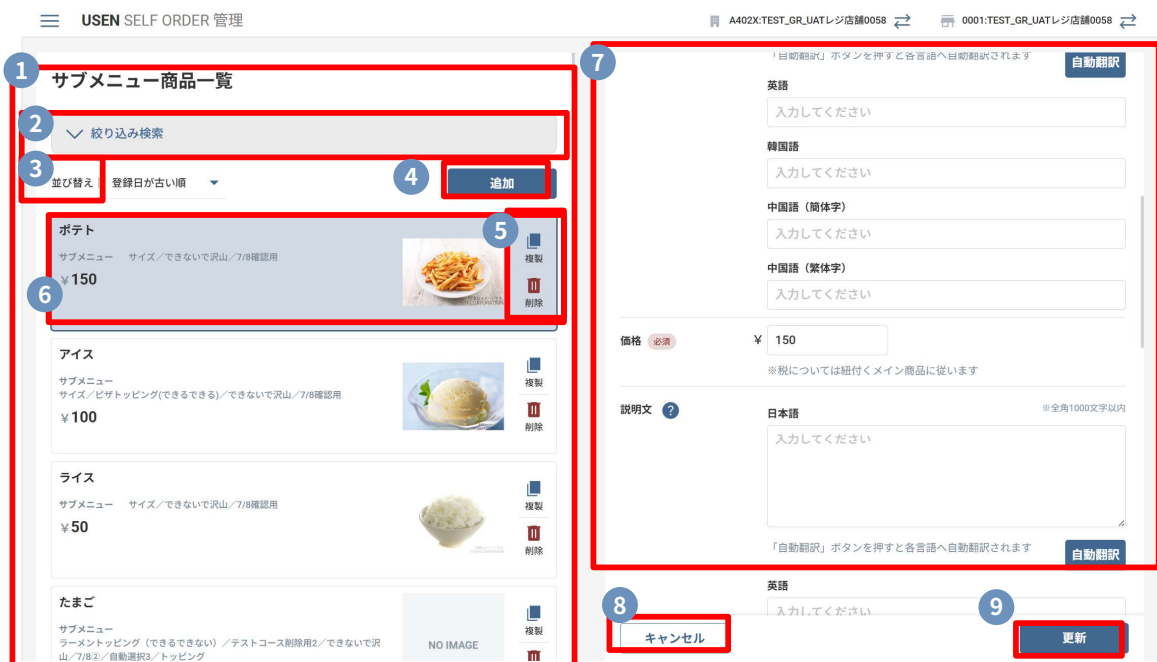 USEN SELF ORDER 管理
A402X:TEST_GR_UATレジ店舗0058
0001:TEST_GR_UATレジ店舗0058
1
サブメニュー商品一覧
2
絞り込み検索
3
並び替え
登録日が古い順
4
追加
5
6
ポテト
サブメニュー サイズ／できないで沢山／7/8確認用
¥150
複製
削除
アイス
サブメニュー
サイズ／ピザトッピング(できるできる)／できないで沢山／7/8確認用
¥100
複製
削除
ライス
サブメニュー サイズ／できないで沢山／7/8確認用
¥50
複製
削除
たまご
サブメニュー
ラーメントッピング（できるできない）／テストコース削除用2／できないで沢
山／7/8②／自動選択3／トッピング
NO IMAGE
複製
7
「自動翻訳」ボタンを押すと各言語へ自動翻訳されます
自動翻訳
英語
入力してください
韓国語
入力してください
中国語（簡体字）
入力してください
中国語（繁体字）
入力してください
価格 必須
¥ 150
※税については紐付くメイン商品に従います
説明文 ?
日本語
※全角1000文字以内
入力してください
「自動翻訳」ボタンを押すと各言語へ自動翻訳されます
自動翻訳
英語
入力してください
8
キャンセル
9
更新